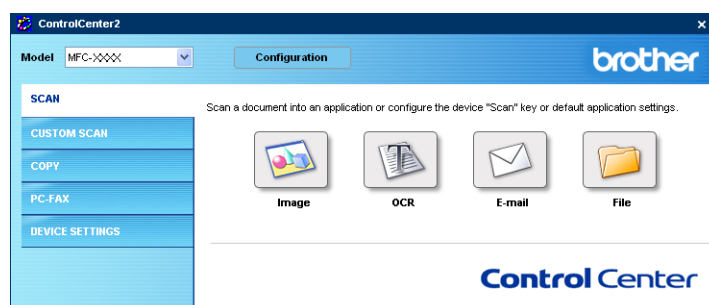 ControlCenter2
Model MFC-XXXX Configuration brother
SCAN
Scan a document into an application or configure the device "Scan" key or default application settings.
CUSTOM SCAN
COPY
PC-FAX
DEVICE SETTINGS
Image OCR E-mail File
Control Center